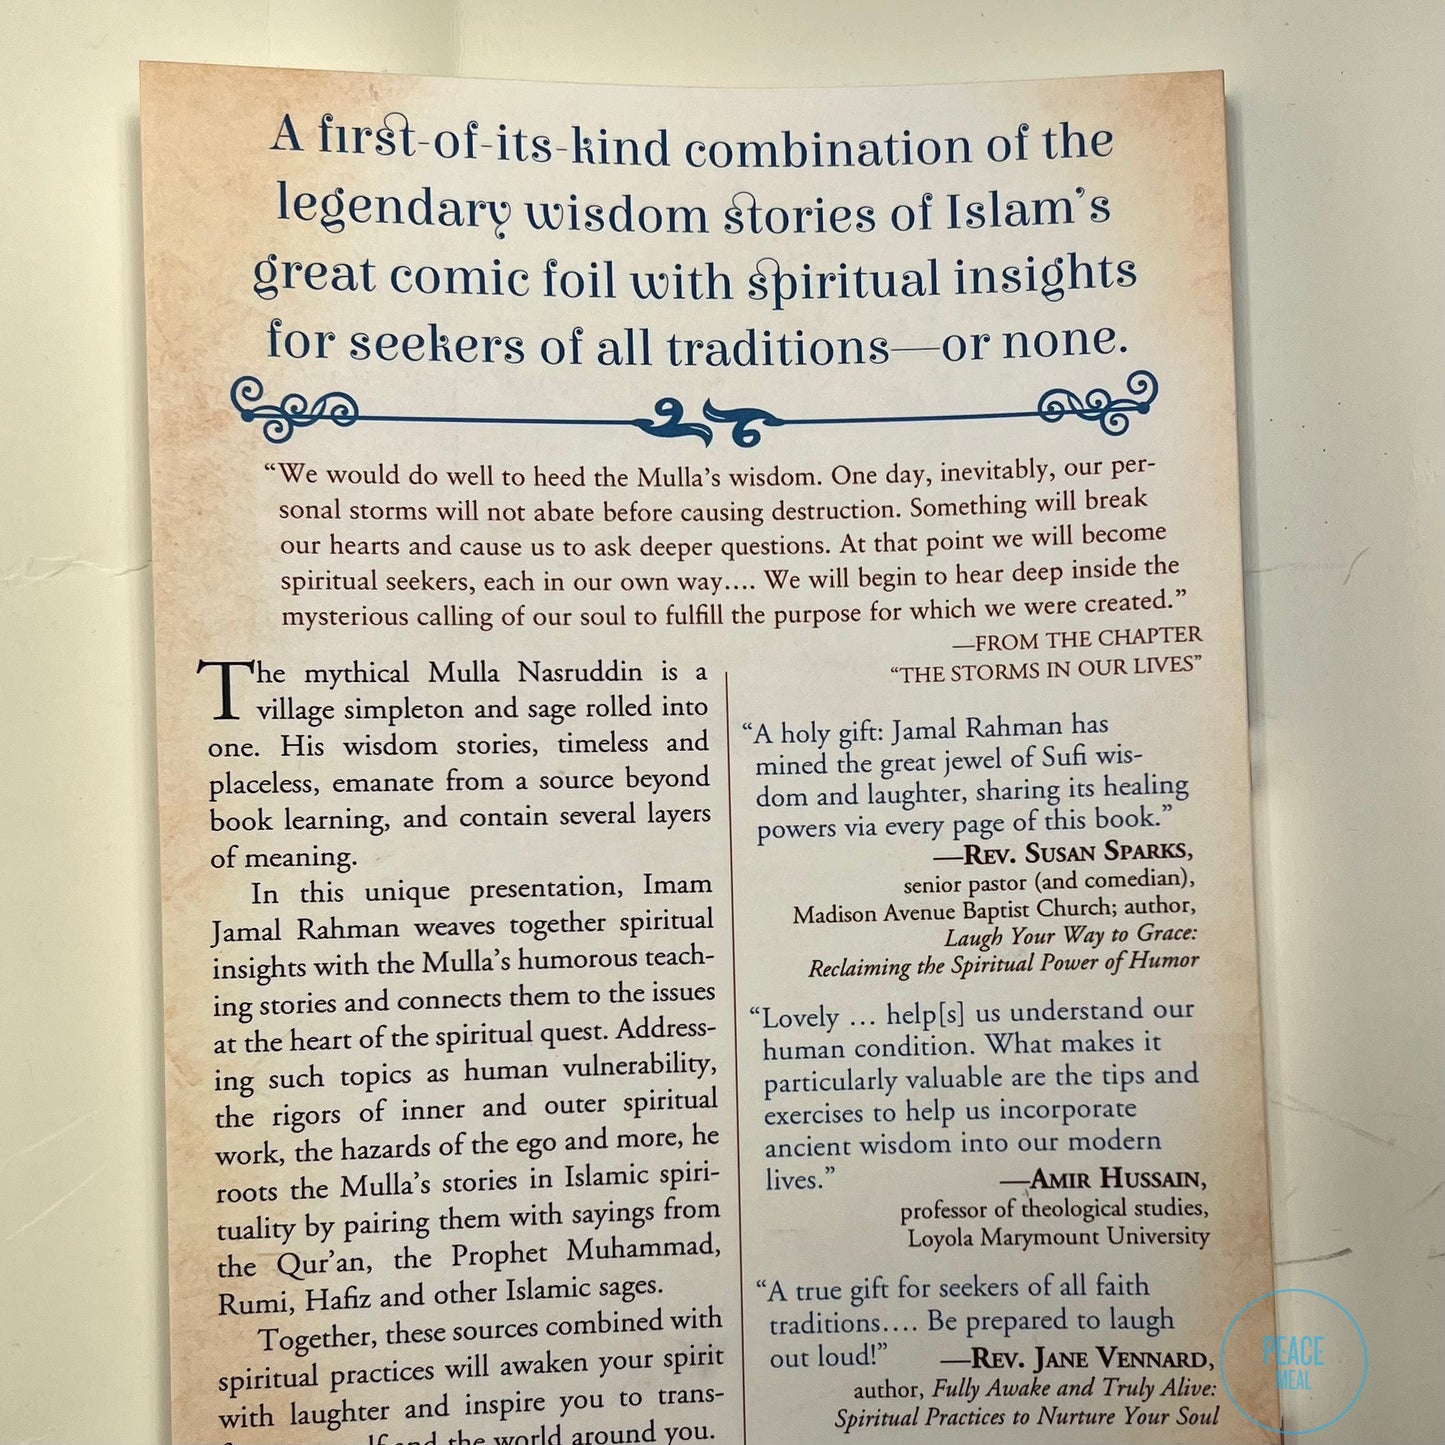 A first-of-its-kind combination of the
legendary wisdom stories of Islam's
great comic foil with spiritual insights
for seekers of all traditions—or none.
“We would do well to heed the Mulla’s wisdom. One day, inevitably, our per-
sonal storms will not abate before causing destruction. Something will break
our hearts and cause us to ask deeper questions. At that point we will become
spiritual seekers, each in our own way.... We will begin to hear deep inside the
mysterious calling of our soul to fulfill the purpose for which we were created.”
—FROM THE CHAPTER
“THE STORMS IN OUR LIVES”
The mythical Mulla Nasruddin is a
village simpleton and sage rolled into
one. His wisdom stories, timeless and
placeless, emanate from a source beyond
book learning, and contain several layers
of meaning.
In this unique presentation, Imam
Jamal Rahman weaves together spiritual
insights with the Mulla’s humorous teach-
ing stories and connects them to the issues
at the heart of the spiritual quest. Address-
ing such topics as human vulnerability,
the rigors of inner and outer spiritual
work, the hazards of the ego and more, he
roots the Mulla’s stories in Islamic spiri-
tuality by pairing them with sayings from
the Qur’an, the Prophet Muhammad,
Rumi, Hafiz and other Islamic sages.
Together, these sources combined with
spiritual practices will awaken your spirit
with laughter and inspire you to trans-
and the world around you.
“A holy gift: Jamal Rahman has
mined the great jewel of Sufi wis-
dom and laughter, sharing its healing
powers via every page of this book.”
—REV. SUSAN SPARKS,
senior pastor (and comedian),
Madison Avenue Baptist Church; author,
Laugh Your Way to Grace:
Reclaiming the Spiritual Power of Humor
“Lovely ... help[s] us understand our
human condition. What makes it
particularly valuable are the tips and
exercises to help us incorporate
ancient wisdom into our modern
lives.”
—AMIR HUSSAIN,
professor of theological studies,
Loyola Marymount University
“A true gift for seekers of all faith
traditions.... Be prepared to laugh
out loud!”
—REV. JANE VENNARD,
author, Fully Awake and Truly Alive:
Spiritual Practices to Nurture Your Soul
PEACE
MEAL